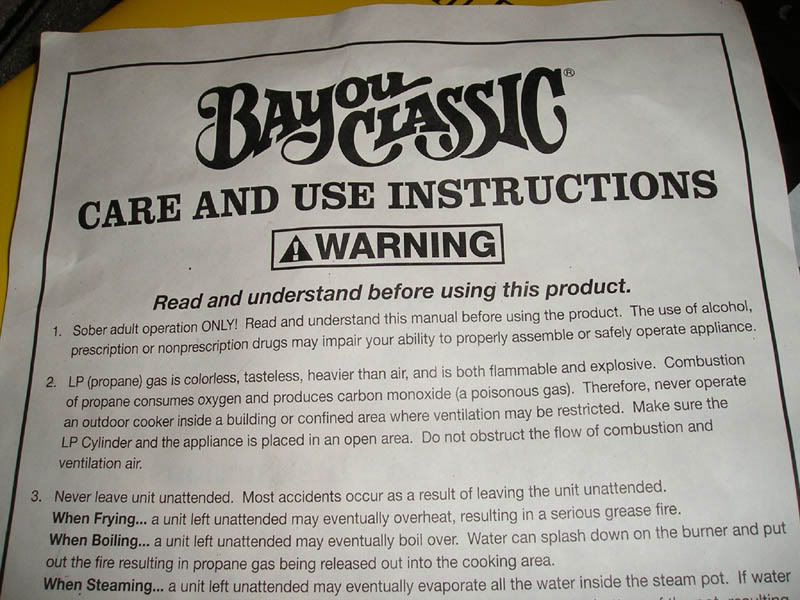 BAYOU
CLASSIC®
CARE AND USE INSTRUCTIONS
WARNING
Read and understand before using this product.
1. Sober adult operation ONLY! Read and understand this manual before using the product. The use of alcohol,
prescription or nonprescription drugs may impair your ability to properly assemble or safely operate appliance.
2. LP (propane) gas is colorless, tasteless, heavier than air, and is both flammable and explosive. Combustion
of propane consumes oxygen and produces carbon monoxide (a poisonous gas). Therefore, never operate
an outdoor cooker inside a building or confined area where ventilation may be restricted. Make sure the
LP Cylinder and the appliance is placed in an open area. Do not obstruct the flow of combustion and
ventilation air.
3. Never leave unit unattended. Most accidents occur as a result of leaving the unit unattended.
When Frying... a unit left unattended may eventually overheat, resulting in a serious grease fire.
When Boiling... a unit left unattended may eventually boil over. Water can splash down on the burner and put
out the fire resulting in propane gas being released out into the cooking area.
When Steaming... a unit left unattended may eventually evaporate all the water inside the steam pot. If water